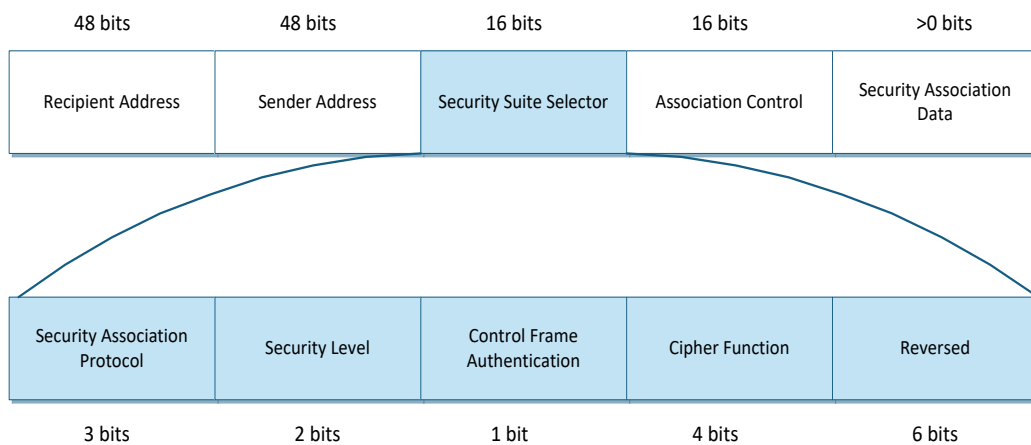 48 bits 48 bits 16 bits 16 bits >0 bits
Recipient Address Sender Address Security Suite Selector Association Control Security Association
Data
Security Association
Protocol
Security Level
Control Frame
Authentication
Cipher Function
Reversed
3 bits 2 bits 1 bit 4 bits 6 bits